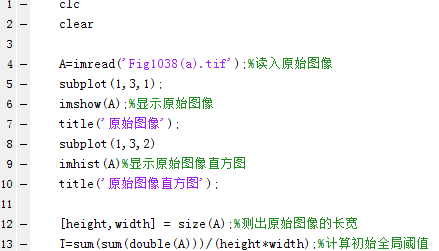 1 clc
2 clear
3
4 - A=imread('Fig1038(a).tif');%读入原始图像
5 - subplot(1,3,1);
6 - imshow(A);%显示原始图像
7 - title('原始图像');
8 - subplot(1,3,2)
9 - imhist(A)%显示原始图像直方图
10 - title('原始图像直方图');
11
12 - [height,width] = size(A);%测出原始图像的长宽
13 - T=sum(sum(double(A)))/(height*width);%计算初始全局阈值